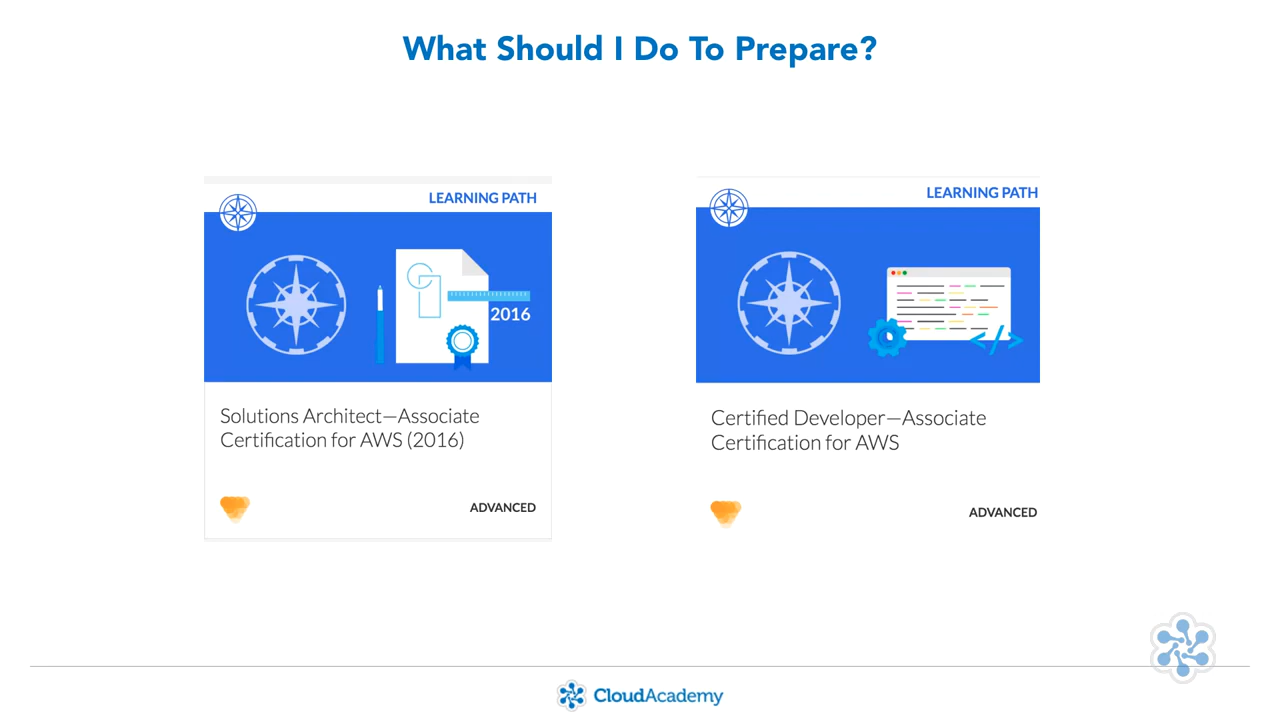 What Should I Do To Prepare?
LEARNING PATH
2016
Solutions Architect—Associate
Certification for AWS (2016)
ADVANCED
LEARNING PATH
</>
Certified Developer—Associate
Certification for AWS
ADVANCED
CloudAcademy